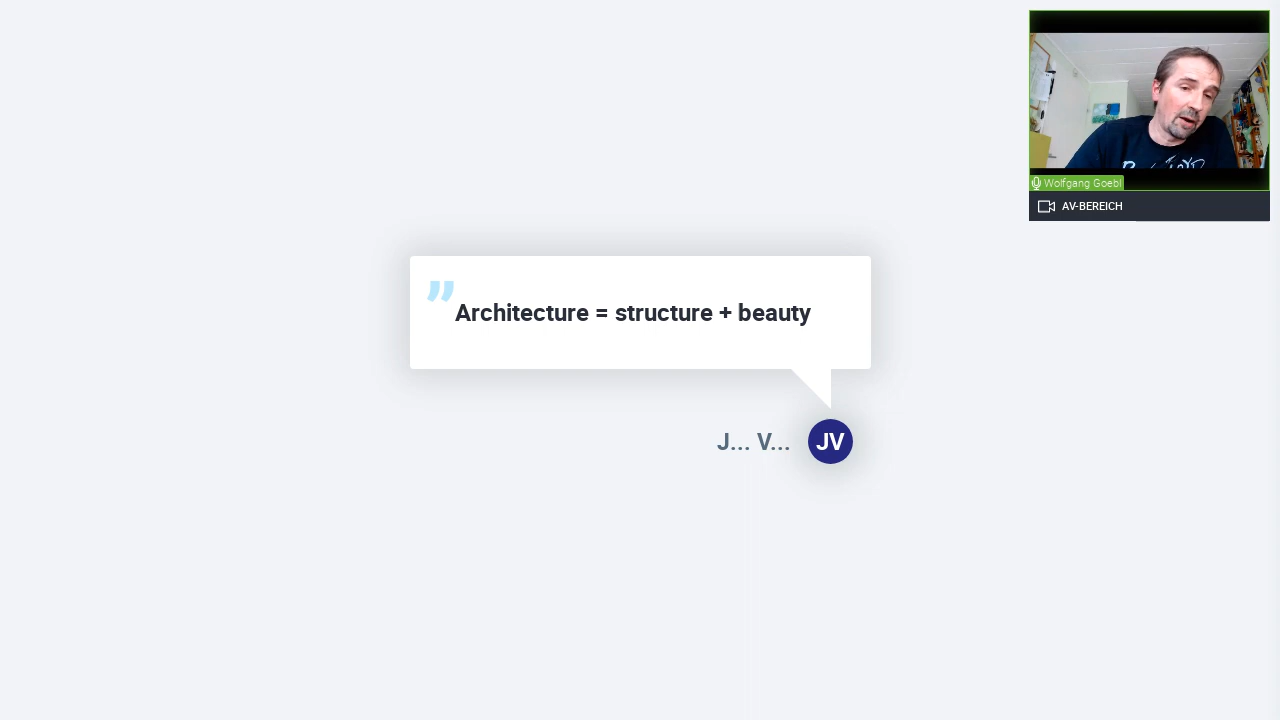 Wolfgang Goebl
AV-BEREICH
” Architecture = structure + beauty
J... V... JV